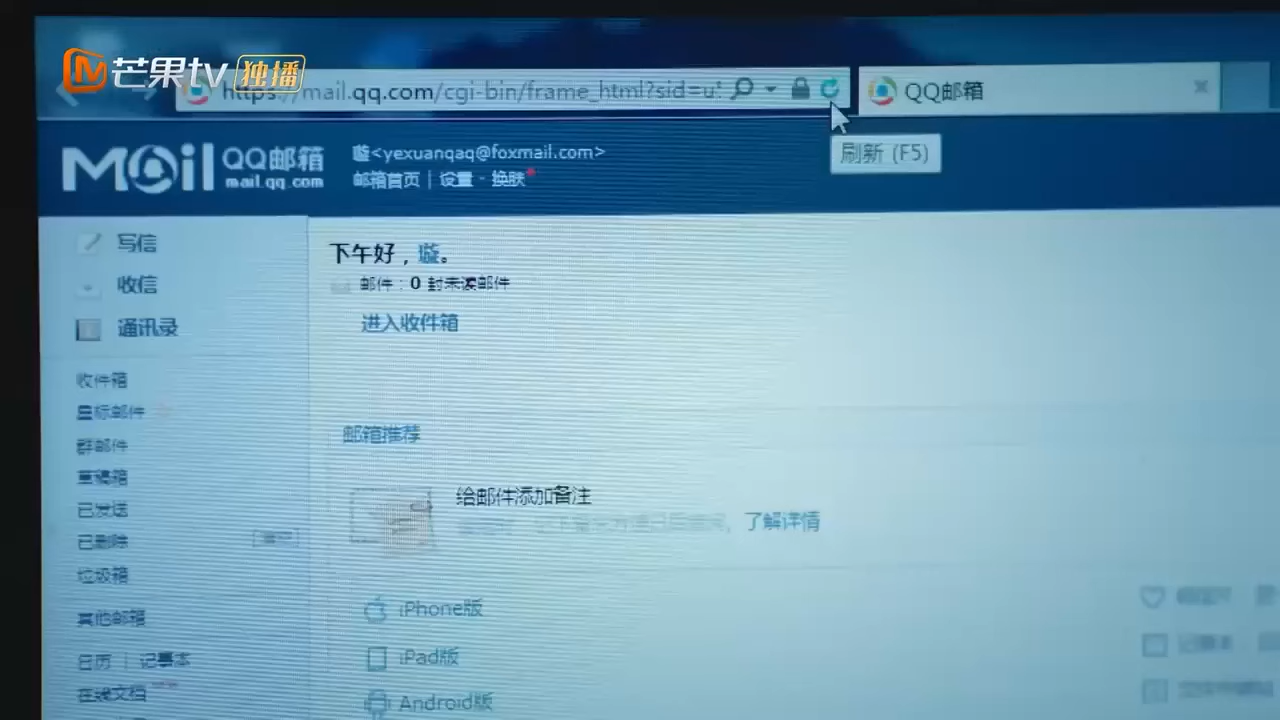 芒果tv 独播
https://mail.qq.com/cgi-bin/frame_html?sid=u!
QQ邮箱
刷新 (F5)
Mail QQ邮箱
mail.qq.com
璇<yexuanqaq@foxmail.com>
邮箱首页 | 设置 - 换肤
写信
收信
通讯录
下午好，璇。
邮件：0 封未读邮件
进入收件箱
收件箱
星标邮件
群邮件
草稿箱
已发送
已删除
垃圾箱
其他邮箱
日历 | 记事本
在线文档
邮箱推荐
给邮件添加备注
了解详情
iPhone版
iPad版
Android版